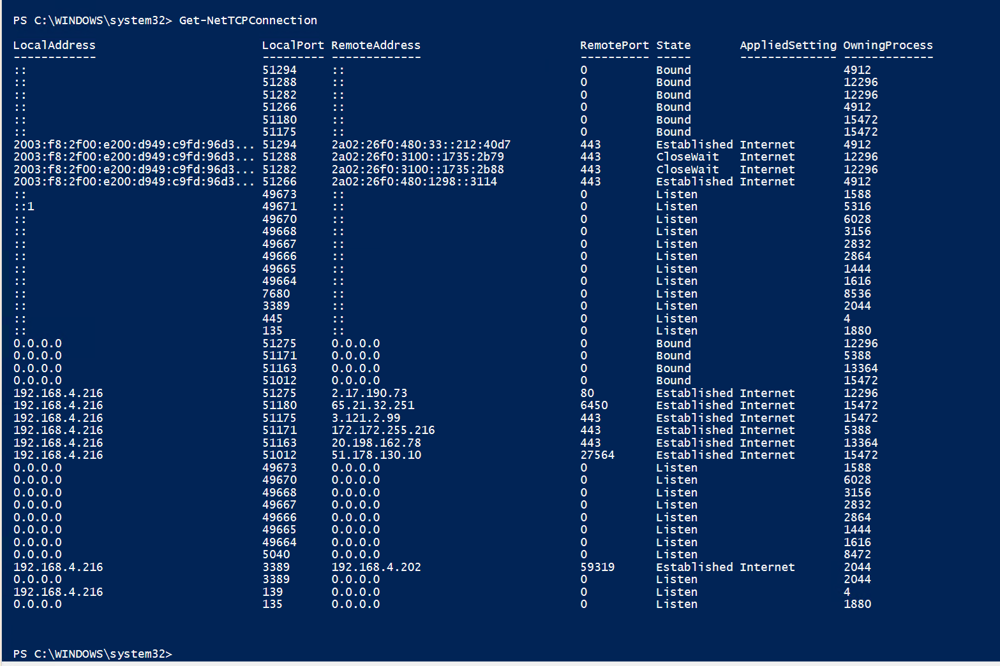 PS C:\WINDOWS\system32> Get-NetTCPConnection
LocalAddress LocalPort RemoteAddress RemotePort State AppliedSetting OwningProcess
------------ --------- ------------- ---------- ----- -------------- -------------
:: 51294 :: 0 Bound 4912
:: 51288 :: 0 Bound 12296
:: 51282 :: 0 Bound 12296
:: 51266 :: 0 Bound 4912
:: 51180 :: 0 Bound 15472
:: 51175 :: 0 Bound 15472
2003:f8:2f00:e200:d949:c9fd:96d3... 51294 2a02:26f0:480:33::212:40d7 443 Established Internet 4912
2003:f8:2f00:e200:d949:c9fd:96d3... 51288 2a02:26f0:3100::1735:2b79 443 CloseWait Internet 12296
2003:f8:2f00:e200:d949:c9fd:96d3... 51282 2a02:26f0:3100::1735:2b88 443 CloseWait Internet 12296
2003:f8:2f00:e200:d949:c9fd:96d3... 51266 2a02:26f0:480:1298::3114 443 Established Internet 4912
:: 49673 :: 0 Listen 1588
::1 49671 :: 0 Listen 5316
:: 49670 :: 0 Listen 6028
:: 49668 :: 0 Listen 3156
:: 49667 :: 0 Listen 2832
:: 49666 :: 0 Listen 2864
:: 49665 :: 0 Listen 1444
:: 49664 :: 0 Listen 1616
:: 7680 :: 0 Listen 8536
:: 3389 :: 0 Listen 2044
:: 445 :: 0 Listen 4
:: 135 :: 0 Listen 1880
0.0.0.0 51275 0.0.0.0 0 Bound 12296
0.0.0.0 51171 0.0.0.0 0 Bound 5388
0.0.0.0 51163 0.0.0.0 0 Bound 13364
0.0.0.0 51012 0.0.0.0 0 Bound 15472
192.168.4.216 51275 2.17.190.73 80 Established Internet 12296
192.168.4.216 51180 65.21.32.251 6450 Established Internet 15472
192.168.4.216 51175 3.121.2.99 443 Established Internet 15472
192.168.4.216 51171 172.172.255.216 443 Established Internet 5388
192.168.4.216 51163 20.198.162.78 443 Established Internet 13364
192.168.4.216 51012 51.178.130.10 27564 Established Internet 15472
0.0.0.0 49673 0.0.0.0 0 Listen 1588
0.0.0.0 49670 0.0.0.0 0 Listen 6028
0.0.0.0 49668 0.0.0.0 0 Listen 3156
0.0.0.0 49667 0.0.0.0 0 Listen 2832
0.0.0.0 49666 0.0.0.0 0 Listen 2864
0.0.0.0 49665 0.0.0.0 0 Listen 1444
0.0.0.0 49664 0.0.0.0 0 Listen 1616
0.0.0.0 5040 0.0.0.0 0 Listen 8472
192.168.4.216 3389 192.168.4.202 59319 Established Internet 2044
0.0.0.0 3389 0.0.0.0 0 Listen 2044
192.168.4.216 139 0.0.0.0 0 Listen 4
0.0.0.0 135 0.0.0.0 0 Listen 1880
PS C:\WINDOWS\system32>